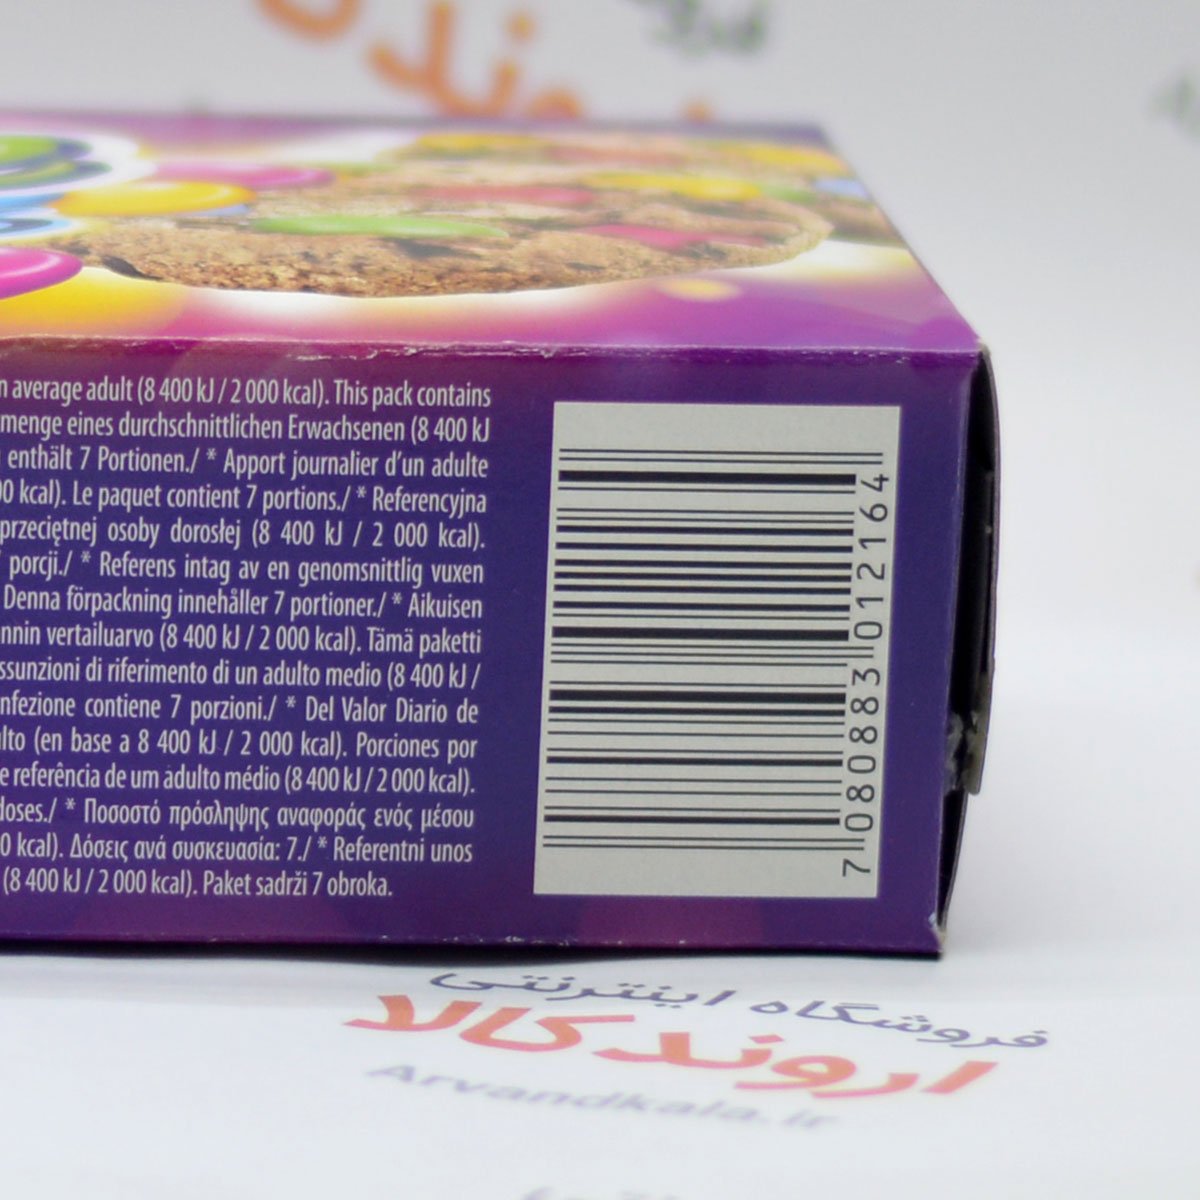 n average adult (8 400 kJ / 2 000 kcal). This pack contains
menge eines durchschnittlichen Erwachsenen (8 400 kJ
enthält 7 Portionen./ * Apport journalier d'un adulte
00 kcal). Le paquet contient 7 portions./ * Referencyjna
przeciętnej osoby dorosłej (8 400 kJ / 2 000 kcal).
porcji./ * Referens intag av en genomsnittlig vuxen
Denna förpackning innehåller 7 portioner./ * Aikuisen
nnin vertailuarvo (8 400 kJ / 2 000 kcal). Tämä paketti
ssunzioni di riferimento di un adulto medio (8 400 kJ /
nfezione contiene 7 porzioni./ * Del Valor Diario de
ulto (en base a 8 400 kJ / 2 000 kcal). Porciones por
e referência de um adulto médio (8 400 kJ / 2 000 kcal).
doses./ * Ποσοστό πρόσληψης αναφοράς ενός μέσου
0 kcal). Δόσεις ανά συσκευασία: 7./ * Referentni unos
(8 400 kJ / 2 000 kcal). Paket sadrži 7 obroka.
7080883012164
فروشگاه اینترنتی
اروند کالا
Arvandkala.ir